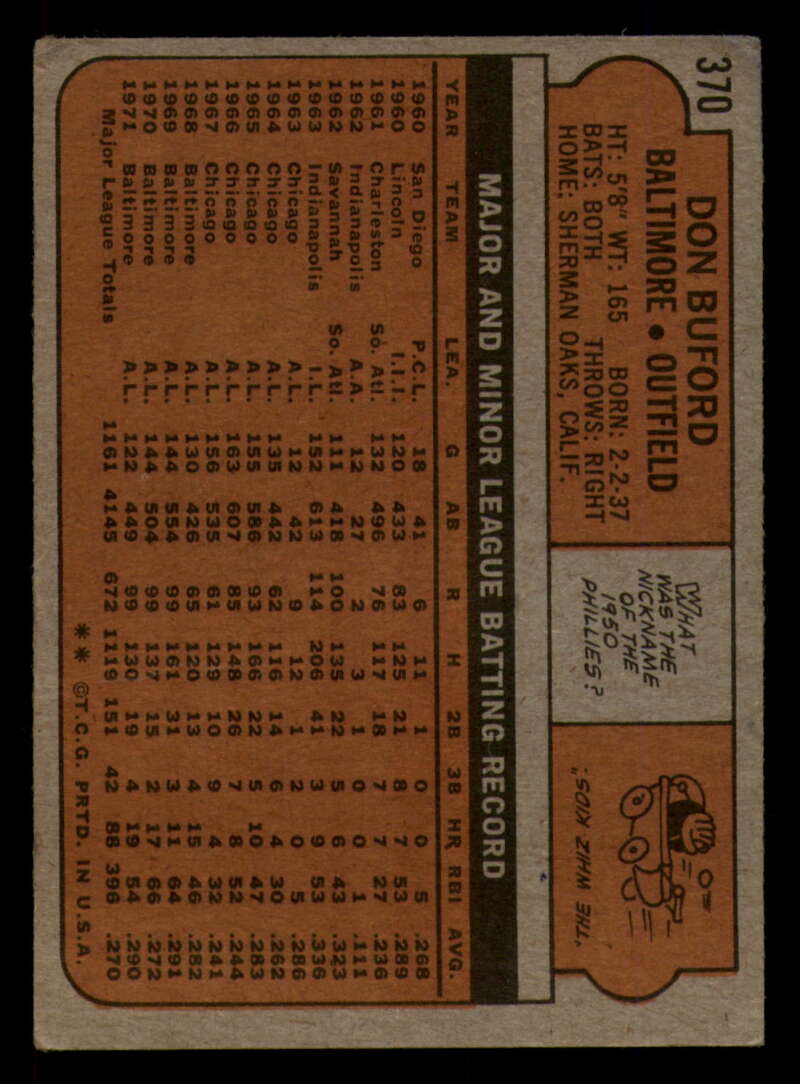 370
DON BUFORD
BALTIMORE • OUTFIELD
HT: 5'8" WT: 165 BORN: 2-2-37
BATS: BOTH THROWS: RIGHT
HOME: SHERMAN OAKS, CALIF.
WHAT
WAS THE
NICKNAME
OF THE
1950
PHILLIES?
"THE WHIZ KIDS."
MAJOR AND MINOR LEAGUE BATTING RECORD
YEAR TEAM LEA. G AB R H 2B 3B HR RBI AVG.
1960 San Diego P.C.L. 18 41 6 11 1 0 0 5 .268
1960 Lincoln I.I.I. 120 433 83 125 21 8 7 53 .289
1961 Charleston So. Atl. 132 496 76 117 18 7 7 27 .236
1962 Indianapolis A.A. 12 27 2 3 1 0 0 1 .111
1962 Savannah So. Atl. 111 418 100 135 22 5 6 43 .323
1963 Indianapolis I.L. 152 613 114 206 41 3 9 53 .336
1963 Chicago A.L. 12 42 9 12 1 2 0 5 .286
1964 Chicago A.L. 135 442 62 116 14 6 4 30 .262
1965 Chicago A.L. 155 586 93 166 22 5 10 47 .283
1966 Chicago A.L. 163 607 85 148 26 7 8 52 .244
1967 Chicago A.L. 156 535 61 129 10 9 4 32 .241
1968 Baltimore A.L. 130 426 65 120 13 4 15 46 .282
1969 Baltimore A.L. 144 554 99 161 31 3 11 64 .291
1970 Baltimore A.L. 144 504 99 137 15 2 17 66 .272
1971 Baltimore A.L. 122 449 99 130 19 4 19 54 .290
Major League Totals 1161 4145 672 1119 151 42 88 396 .270
** ©T.C.G. PRTD. IN U.S.A.